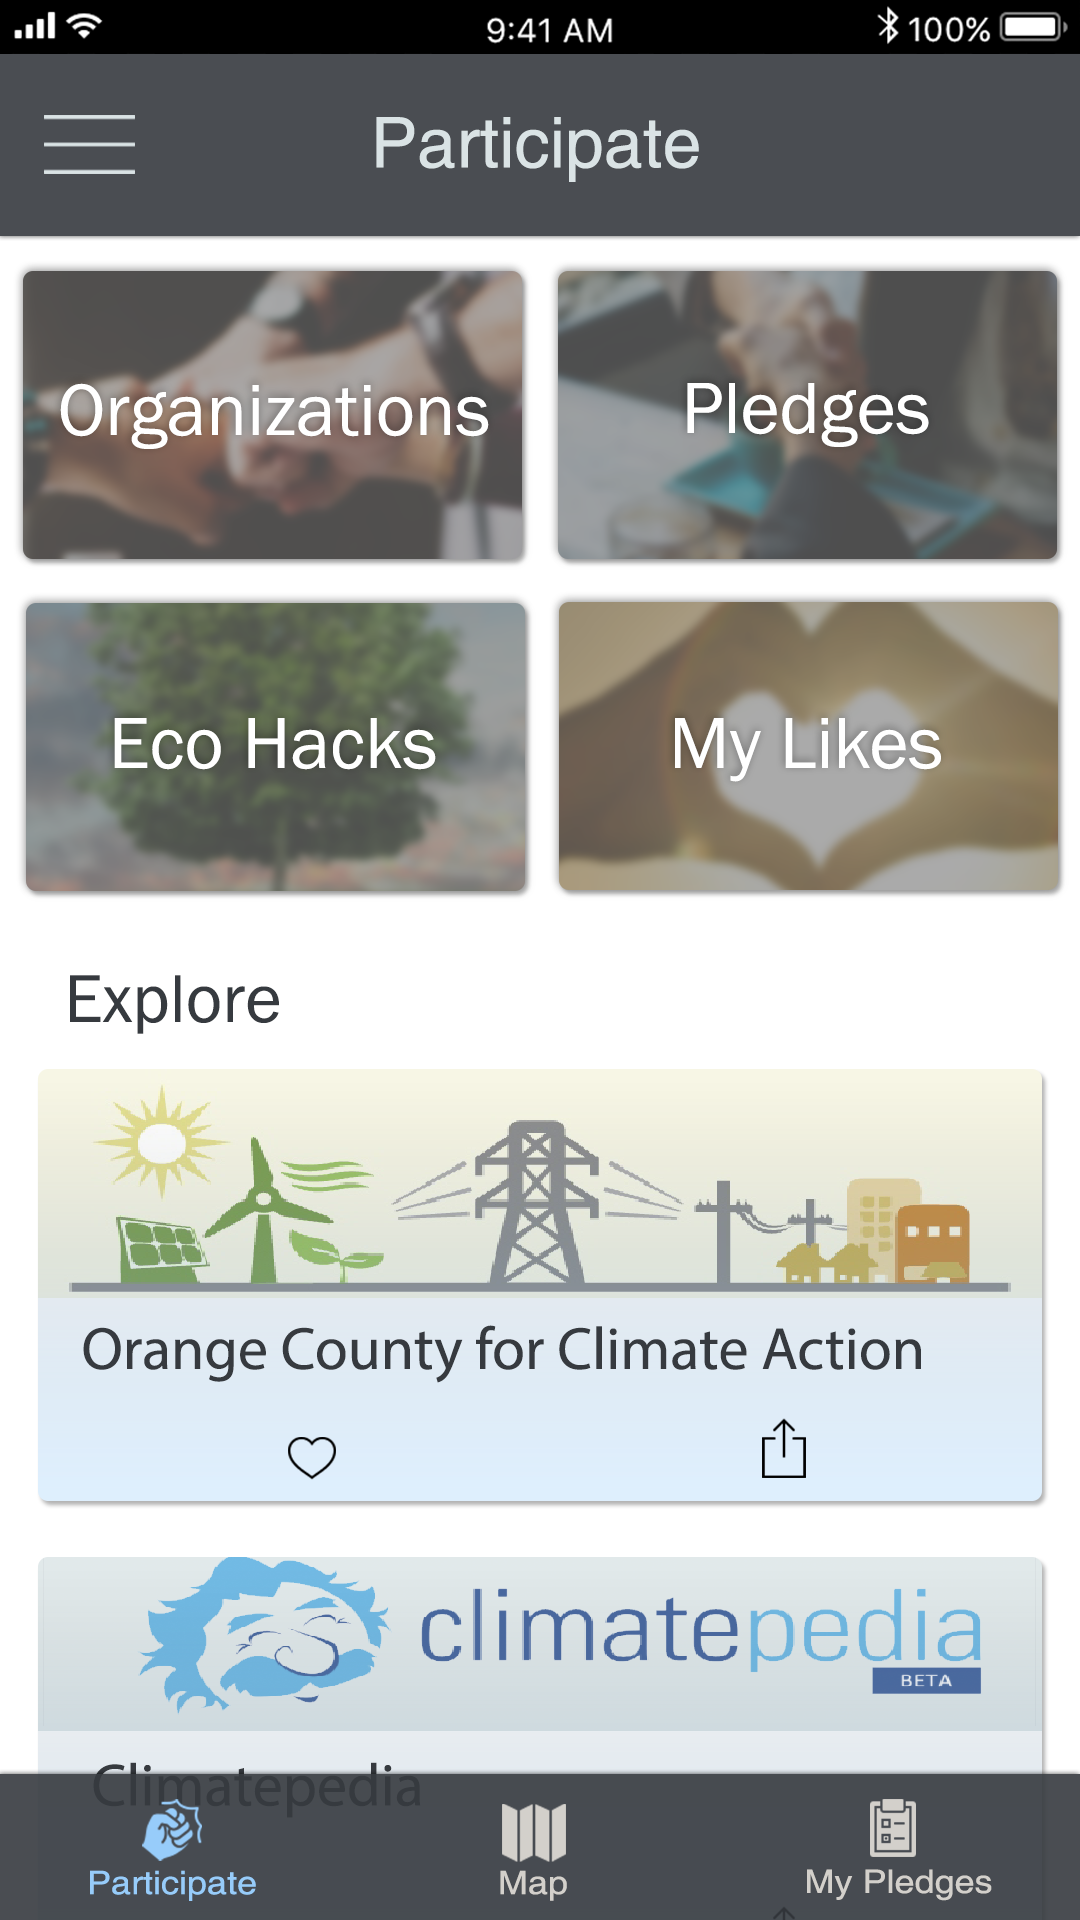 9:41 AM
100%
Participate
Organizations
Pledges
Eco Hacks
My Likes
Explore
Orange County for Climate Action
climatepedia
BETA
Climatepedia
Participate
Map
My Pledges